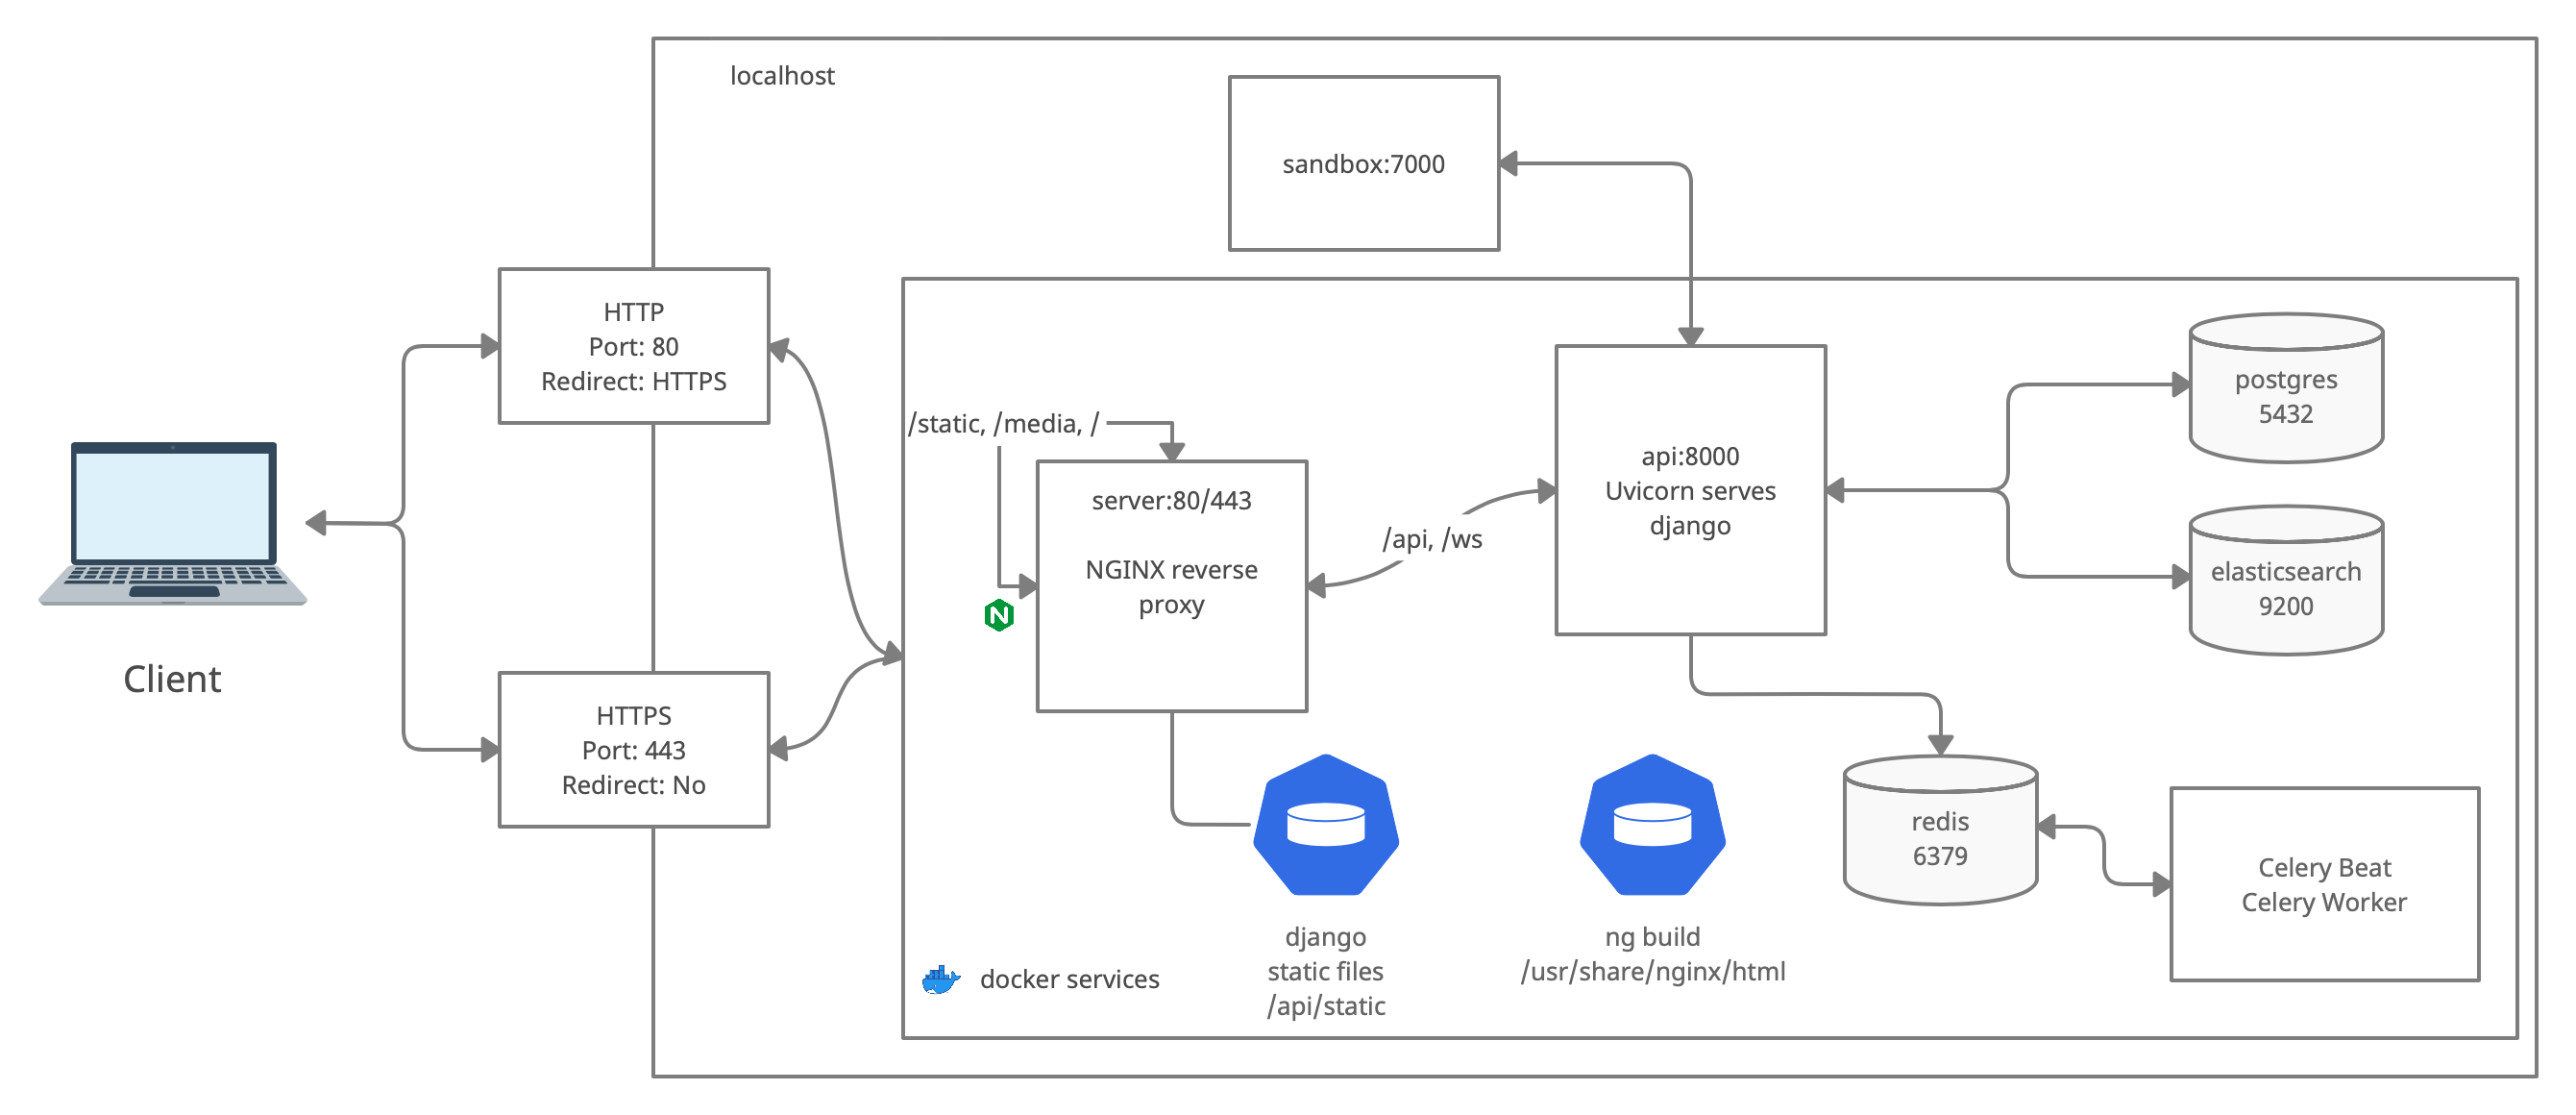 localhost
sandbox:7000
HTTP
Port: 80
Redirect: HTTPS
/static, /media, /
server:80/443
NGINX reverse
proxy
/api, /ws
api:8000
Uvicorn serves
django
postgres
5432
elasticsearch
9200
Client
HTTPS
Port: 443
Redirect: No
redis
6379
Celery Beat
Celery Worker
django
static files
/api/static
ng build
/usr/share/nginx/html
docker services
N